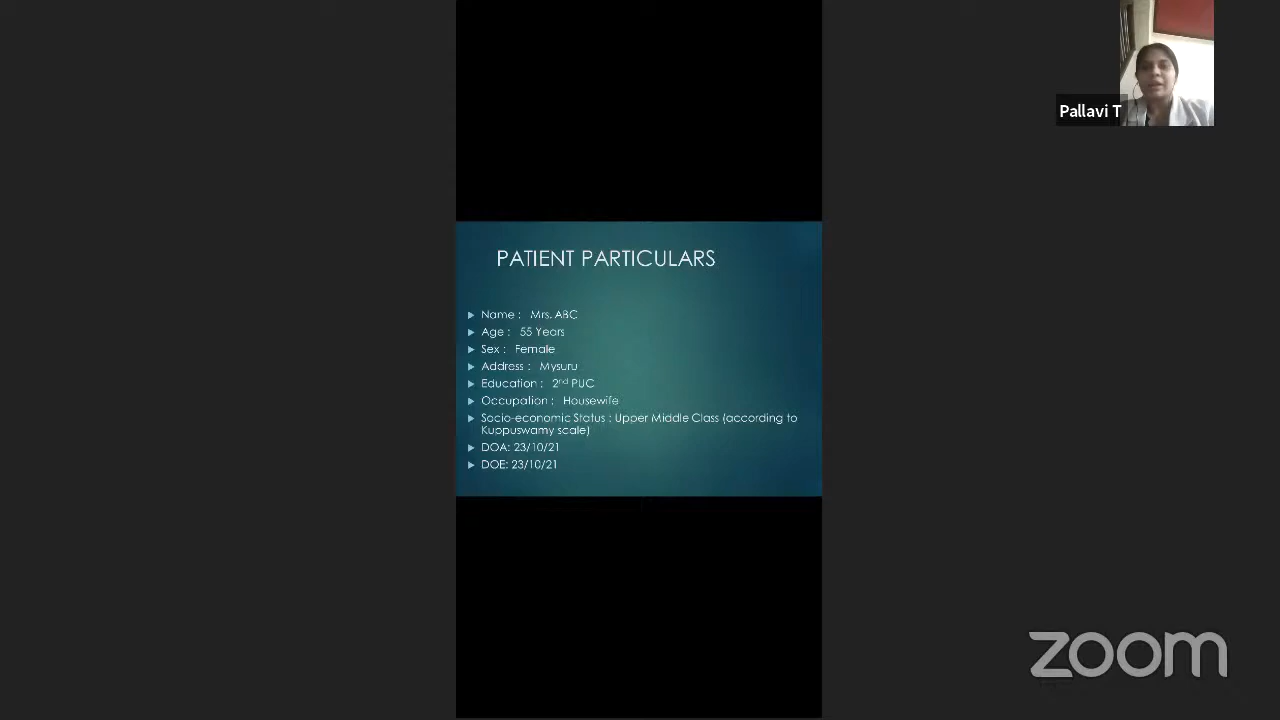 Pallavi T
PATIENT PARTICULARS
Name : Mrs. ABC
Age : 55 Years
Sex : Female
Address : Mysuru
Education : 2nd PUC
Occupation : Housewife
Socio-economic Status : Upper Middle Class (according to
Kuppuswamy scale)
DOA: 23/10/21
DOE: 23/10/21
zoom